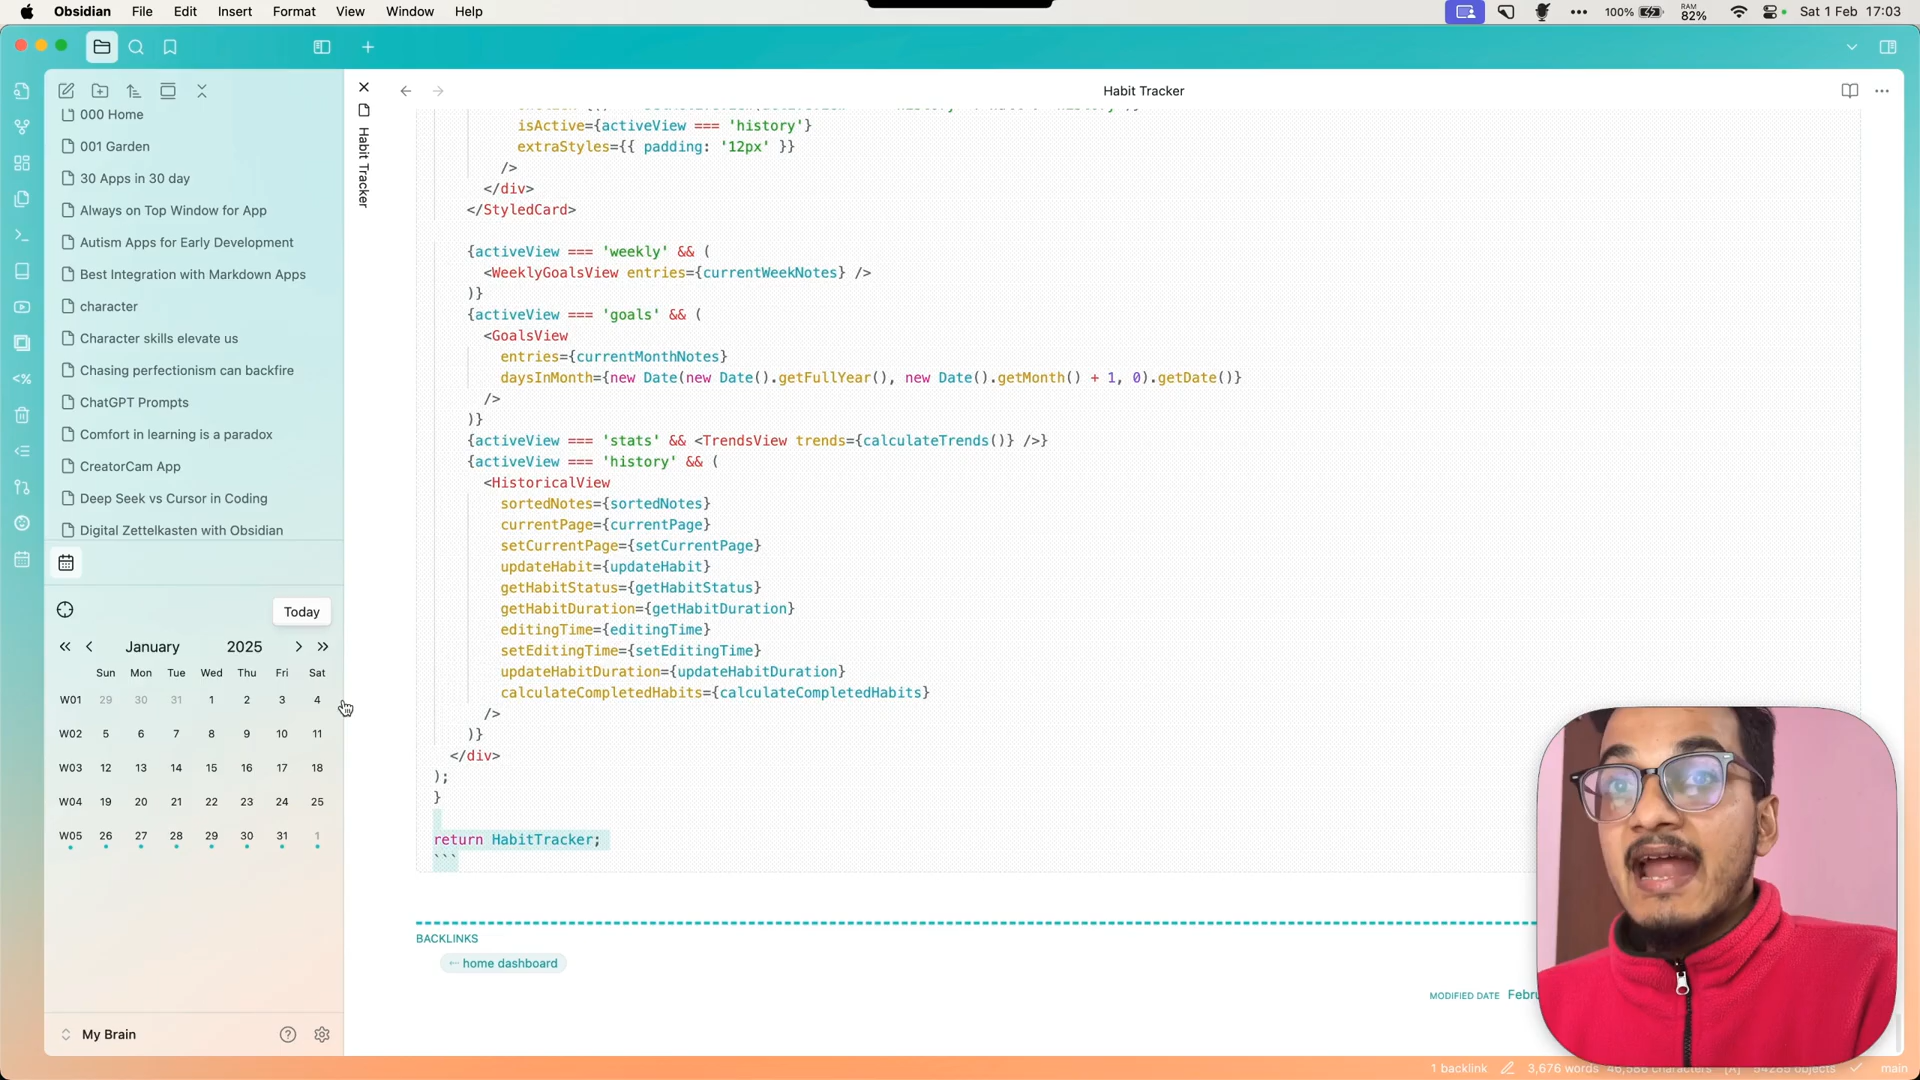 Obsidian File Edit Insert Format View Window Help
100% RAM 82% Sat 1 Feb 17:03
Habit Tracker
000 Home
001 Garden
30 Apps in 30 day
Always on Top Window for App
Autism Apps for Early Development
Best Integration with Markdown Apps
character
Character skills elevate us
Chasing perfectionism can backfire
ChatGPT Prompts
Comfort in learning is a paradox
CreatorCam App
Deep Seek vs Cursor in Coding
Digital Zettelkasten with Obsidian
Today
January 2025
Sun Mon Tue Wed Thu Fri Sat
W01 29 30 31 1 2 3 4
W02 5 6 7 8 9 10 11
W03 12 13 14 15 16 17 18
W04 19 20 21 22 23 24 25
W05 26 27 28 29 30 31 1
My Brain
Habit Tracker
isActive={activeView === 'history'}
extraStyles={{ padding: '12px' }}
/>
</div>
</StyledCard>
{activeView === 'weekly' && (
<WeeklyGoalsView entries={currentWeekNotes} />
)}
{activeView === 'goals' && (
<GoalsView
entries={currentMonthNotes}
daysInMonth={new Date(new Date().getFullYear(), new Date().getMonth() + 1, 0).getDate()}
/>
)}
{activeView === 'stats' && <TrendsView trends={calculateTrends()} />}
{activeView === 'history' && (
<HistoricalView
sortedNotes={sortedNotes}
currentPage={currentPage}
setCurrentPage={setCurrentPage}
updateHabit={updateHabit}
getHabitStatus={getHabitStatus}
getHabitDuration={getHabitDuration}
editingTime={editingTime}
setEditingTime={setEditingTime}
updateHabitDuration={updateHabitDuration}
calculateCompletedHabits={calculateCompletedHabits}
/>
)}
</div>
);
}
return HabitTracker;
```
BACKLINKS
home dashboard
MODIFIED DATE
1 backlink 3,676 words 46,586 characters 54285 objects main